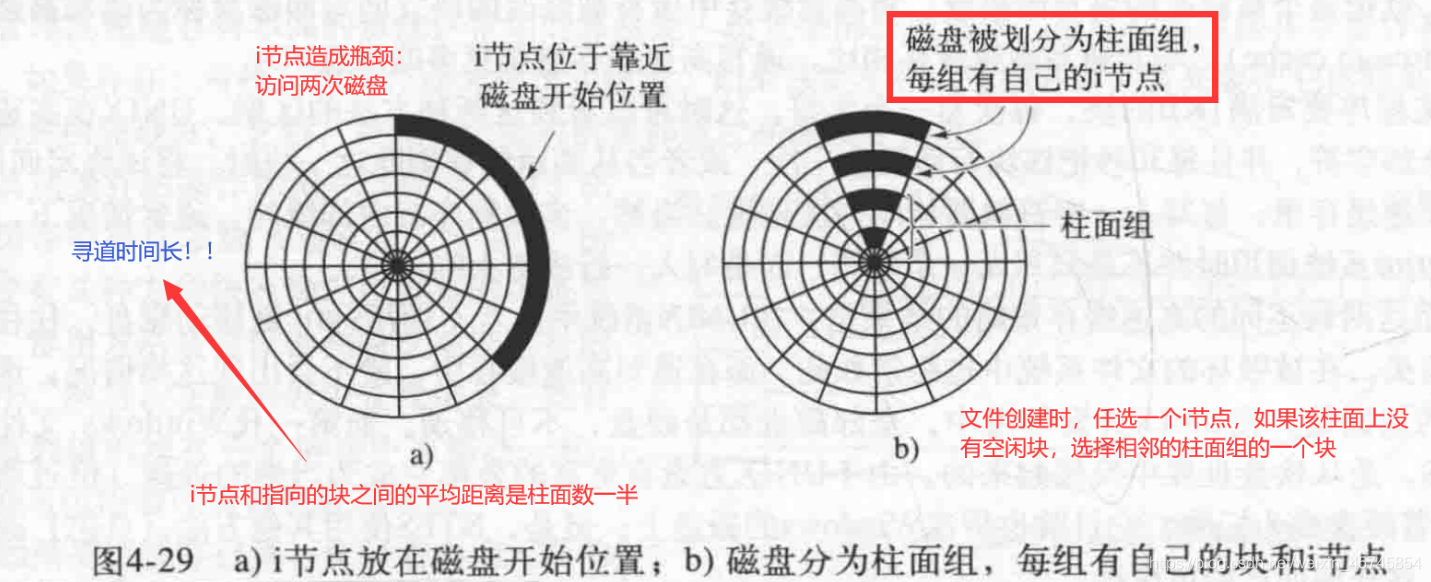 i节点造成瓶颈：
访问两次磁盘
i节点位于靠近
磁盘开始位置
磁盘被划分为柱面组，
每组有自己的i节点
寻道时间长！！
柱面组
文件创建时，任选一个i节点，如果该柱面上没
有空闲块，选择相邻的柱面组的一个块
a)
b)
i节点和指向的块之间的平均距离是柱面数一半
图4-29 a) i节点放在磁盘开始位置；b) 磁盘分为柱面组，每组有自己的块和i节点